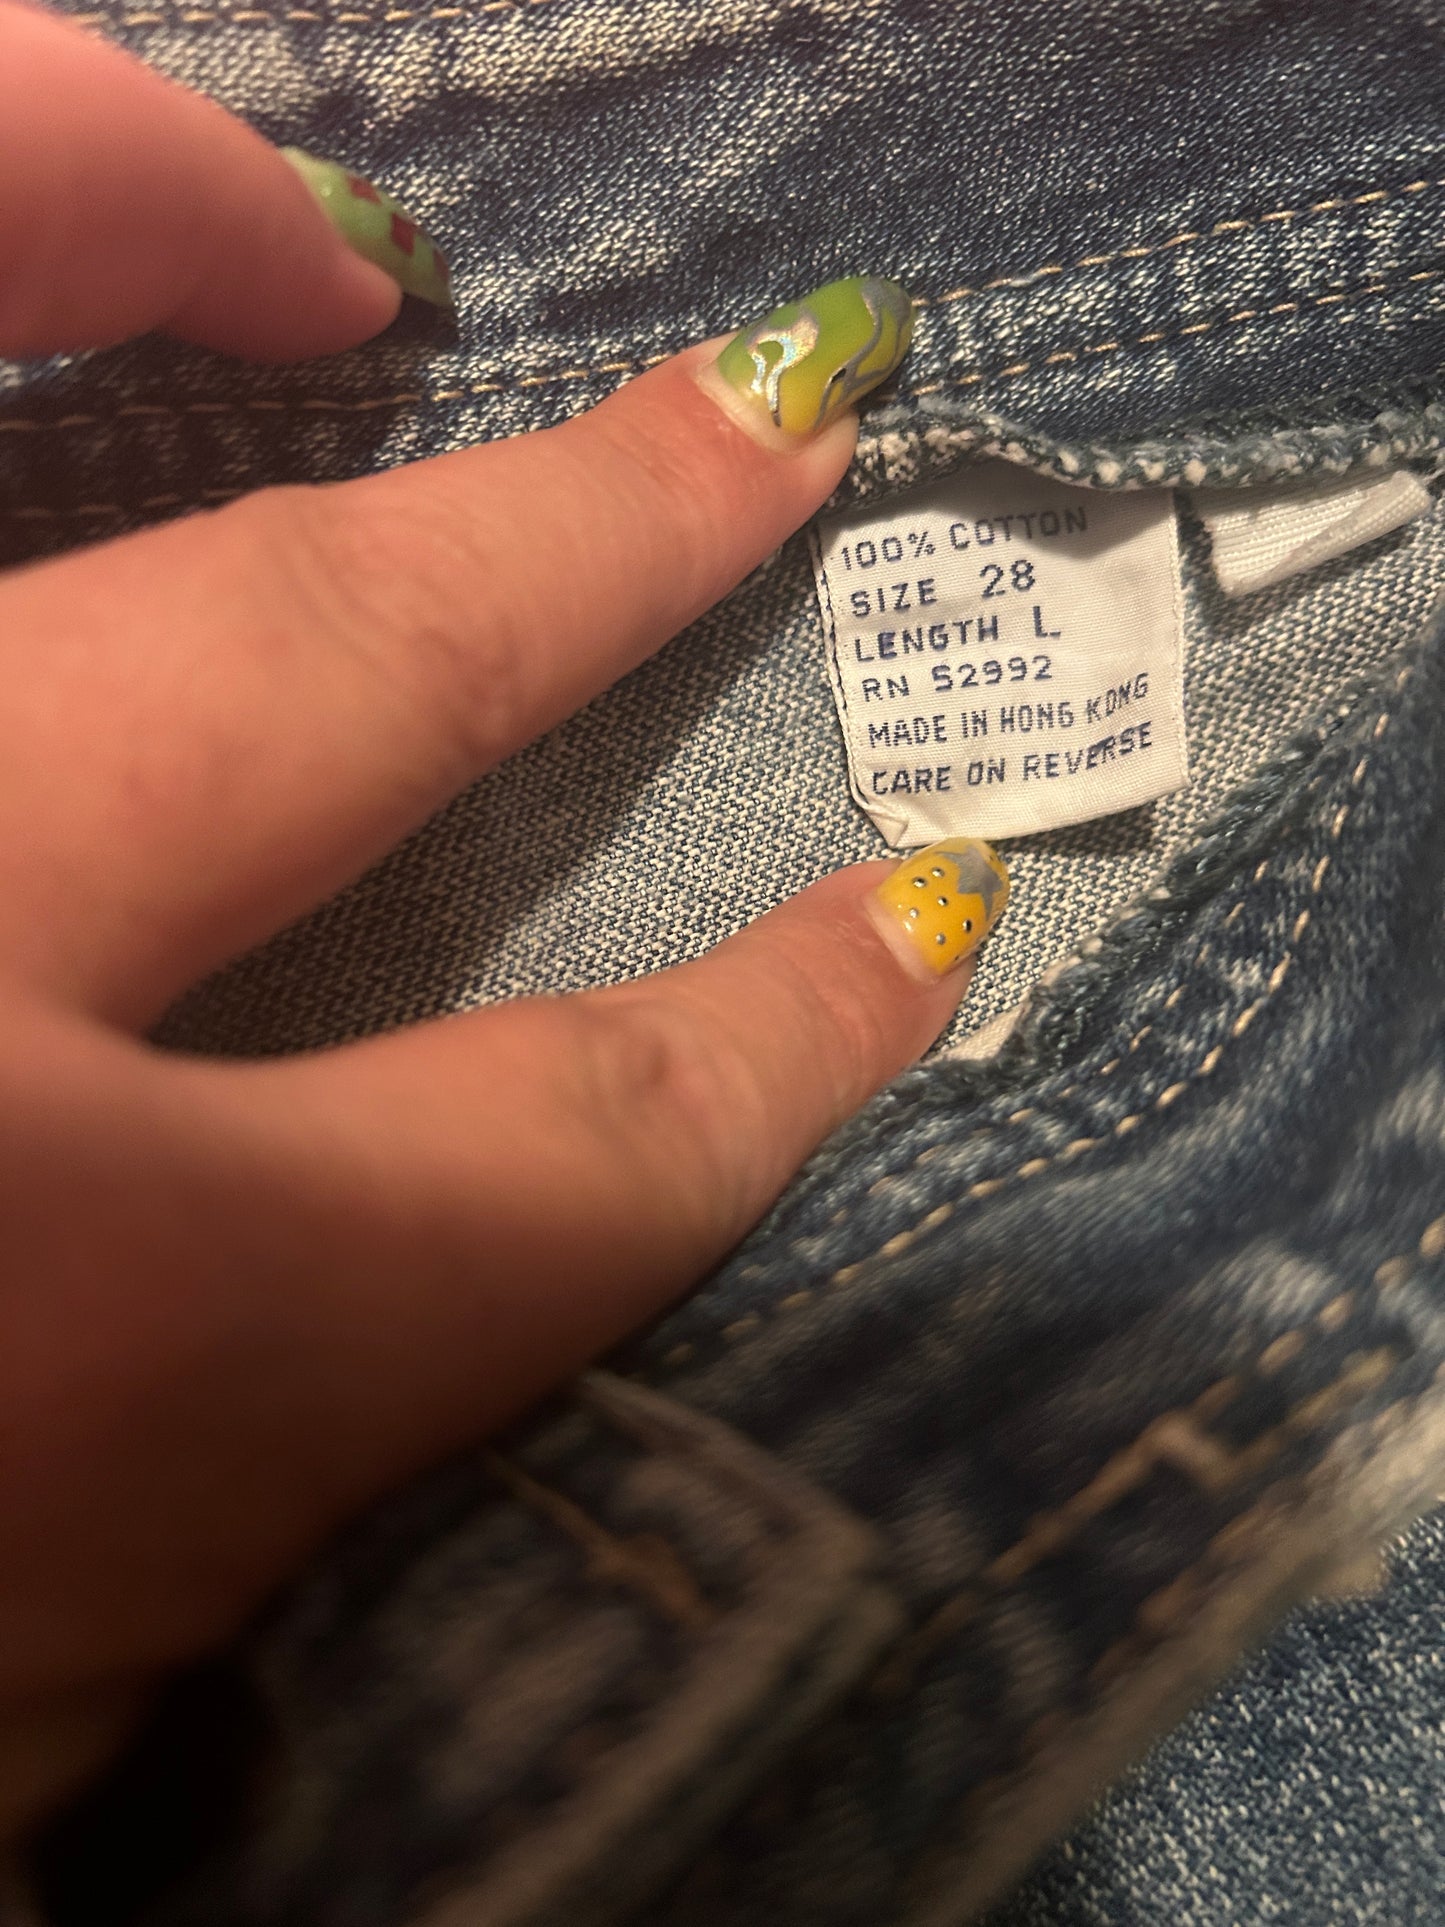 100% COTTON
SIZE 28
LENGTH L
RN 52992
MADE IN HONG KONG
CARE ON REVERSE